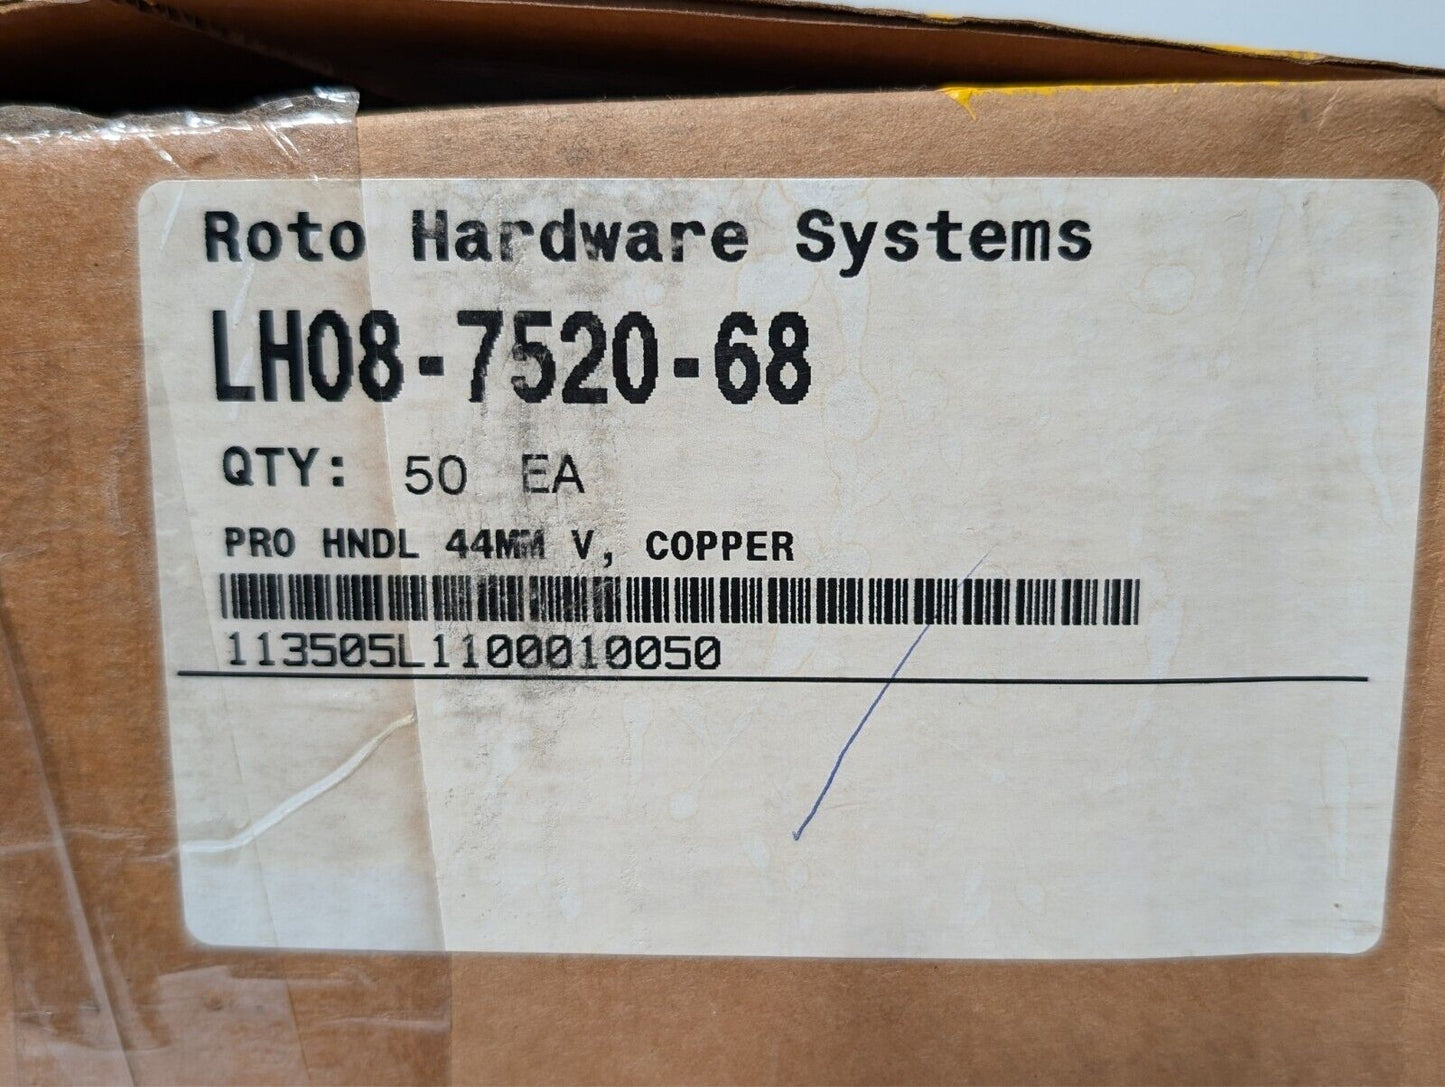 Roto Hardware Systems
LH08-7520-68
QTY: 50 EA
PRO HNDL 44MM V, COPPER
113505L1100010050